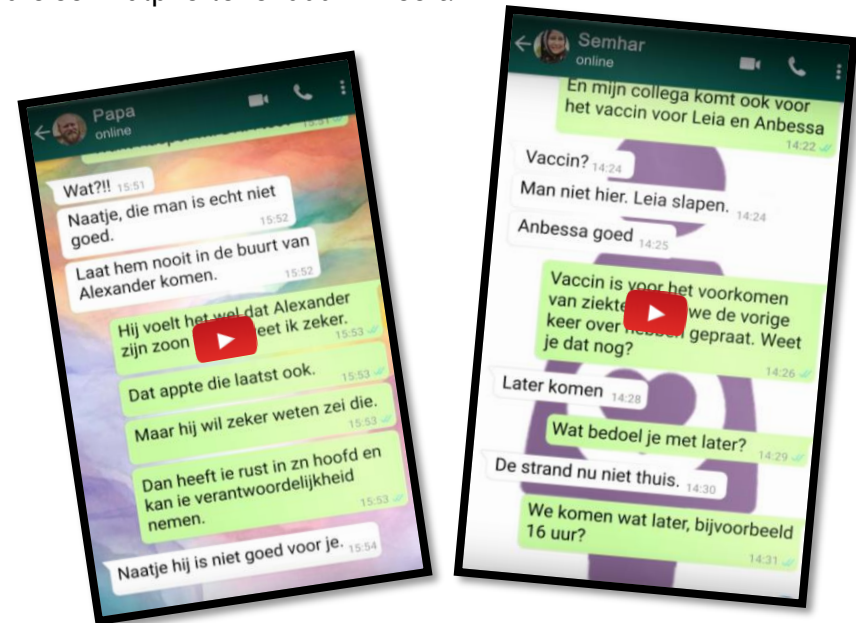 Papa
online
15:51
Wat?!! 15:51
Naatje, die man is echt niet
goed. 15:52
Laat hem nooit in de buurt van
Alexander komen. 15:52
Hij voelt het wel dat Alexander
zijn zoon eet ik zeker. 15:53
Dat appte die laatst ook. 15:53
Maar hij wil zeker weten zei die. 15:53
Dan heeft ie rust in zn hoofd en
kan ie verantwoordelijkheid
nemen. 15:53
Naatje hij is niet goed voor je. 15:54
Semhar
online
En mijn collega komt ook voor
het vaccin voor Leia en Anbessa
14:22
Vaccin? 14:24
Man niet hier. Leia slapen. 14:24
Anbessa goed 14:25
Vaccin is voor het voorkomen
van ziekte we de vorige
keer over hebben gepraat. Weet
je dat nog? 14:26
Later komen 14:28
Wat bedoel je met later? 14:29
De strand nu niet thuis. 14:30
We komen wat later, bijvoorbeeld
16 uur? 14:31